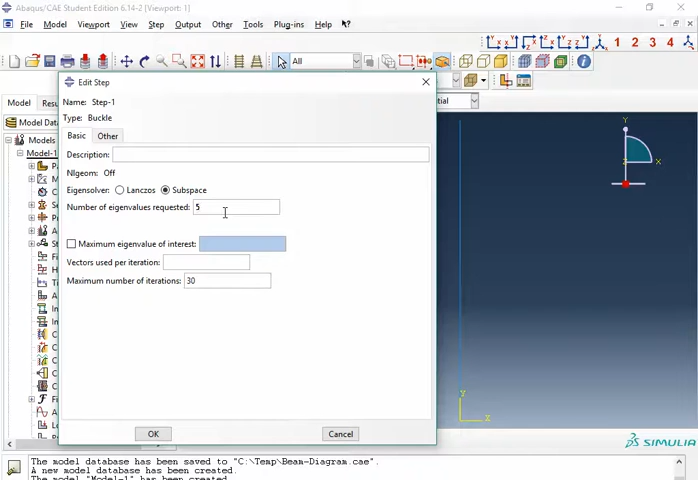 Abaqus/CAE Student Edition 6.14-2 [Viewport: 1]
File Model Viewport View Step Output Other Tools Plug-ins Help
1 2 3 4
All
Edit Step
Name: Step-1
Type: Buckle
Basic Other
Description:
Nlgeom: Off
Eigensolver: Lanczos Subspace
Number of eigenvalues requested: 5
Maximum eigenvalue of interest:
Vectors used per iteration:
Maximum number of iterations: 30
OK Cancel
Model Res
Model Dat
Models
Model-1
Y
Z X
Y
X
SIMULIA
The model database has been saved to "C:\Temp\Beam-Diagram.cae".
A new model database has been created.
The model "Model-1" has been created.